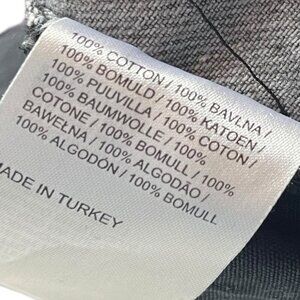 100% COTTON / 100% BAVLNA /
100% BOMULD / 100% KATOEN /
100% PUUVILLA / 100% COTON /
100% BAUMWOLLE / 100%
COTONE / 100% BOMULL / 100%
BAWEŁNA / 100% ALGODÃO /
100% ALGODÓN / 100% BOMULL
MADE IN TURKEY